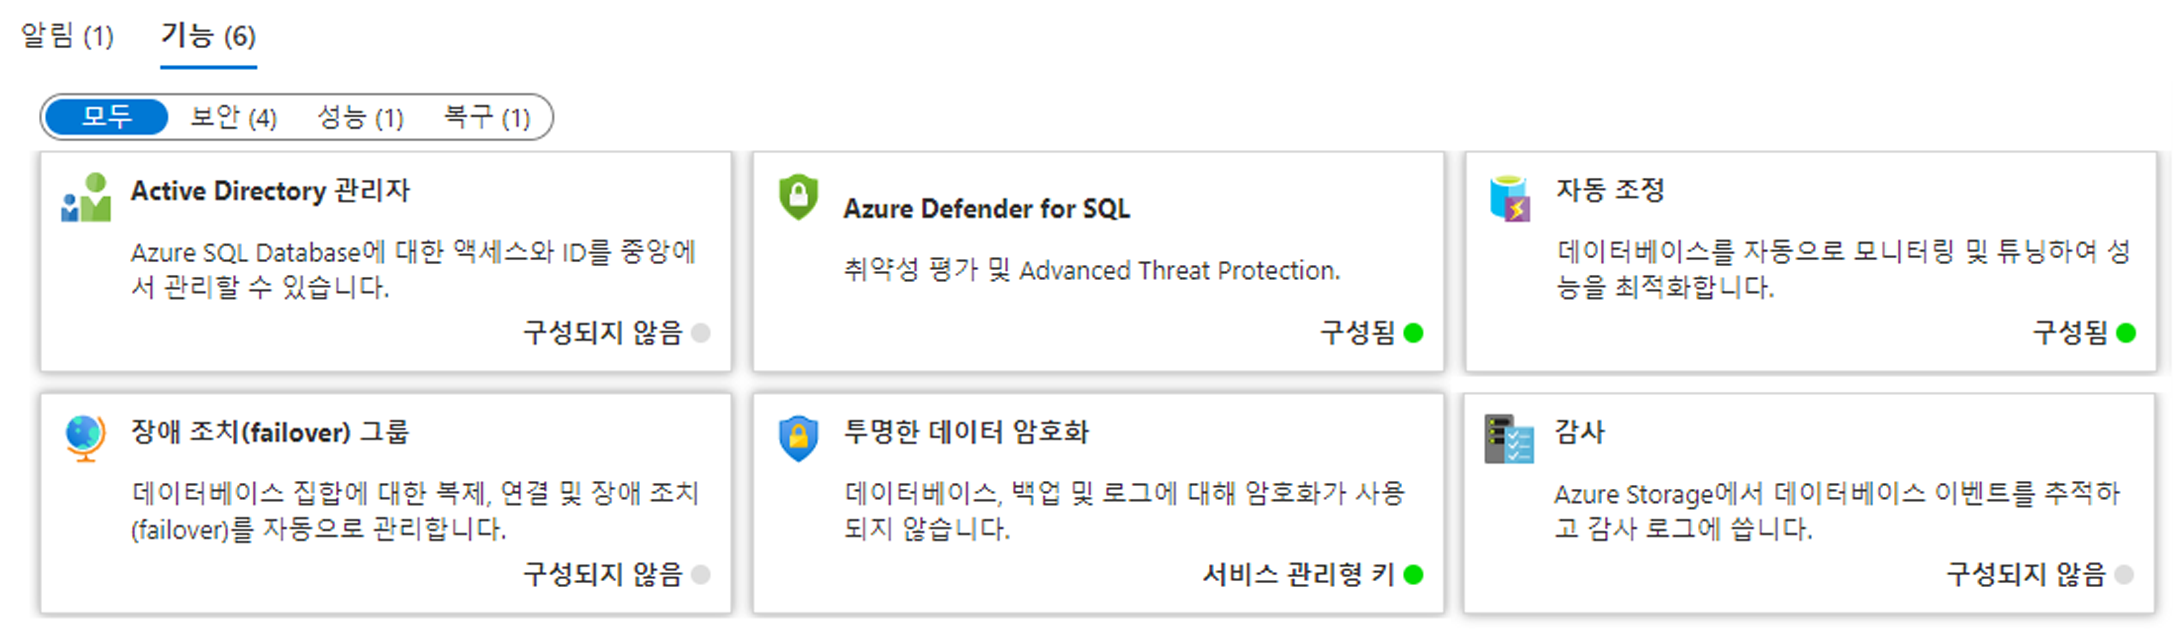 알림 (1) 기능 (6)
모두 보안 (4) 성능 (1) 복구 (1)
Active Directory 관리자
Azure SQL Database에 대한 액세스와 ID를 중앙에
서 관리할 수 있습니다.
구성되지 않음
Azure Defender for SQL
취약성 평가 및 Advanced Threat Protection.
구성됨
자동 조정
데이터베이스를 자동으로 모니터링 및 튜닝하여 성
능을 최적화합니다.
구성됨
장애 조치(failover) 그룹
데이터베이스 집합에 대한 복제, 연결 및 장애 조치
(failover)를 자동으로 관리합니다.
구성되지 않음
투명한 데이터 암호화
데이터베이스, 백업 및 로그에 대해 암호화가 사용
되지 않습니다.
서비스 관리형 키
감사
Azure Storage에서 데이터베이스 이벤트를 추적하
고 감사 로그에 씁니다.
구성되지 않음